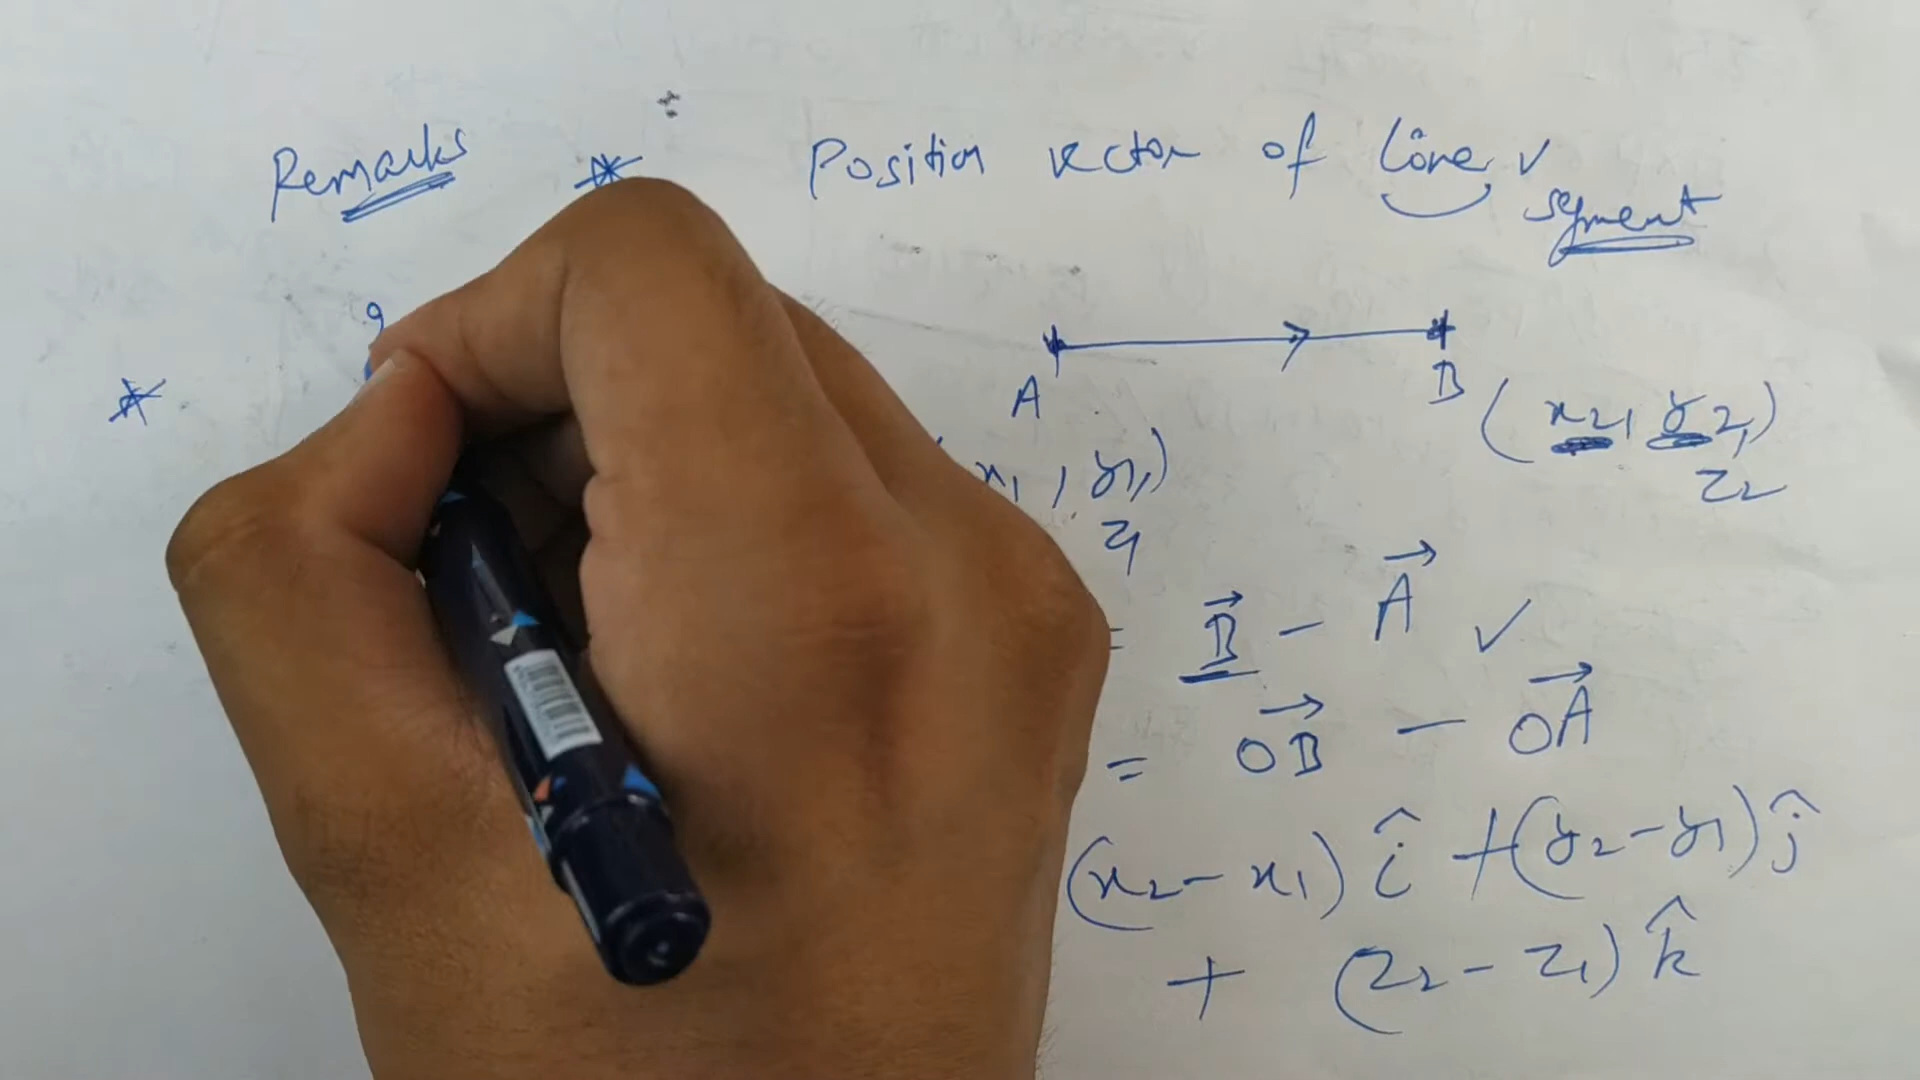 Remarks * Position vector of line ✓
segment
*
A B (x2, y2,)
z2
x1, y1,)
z1
= B⃗ - A⃗ ✓
= OB⃗ - OA⃗
(x2 - x1) î + (y2 - y1) ĵ
+ (z2 - z1) k̂